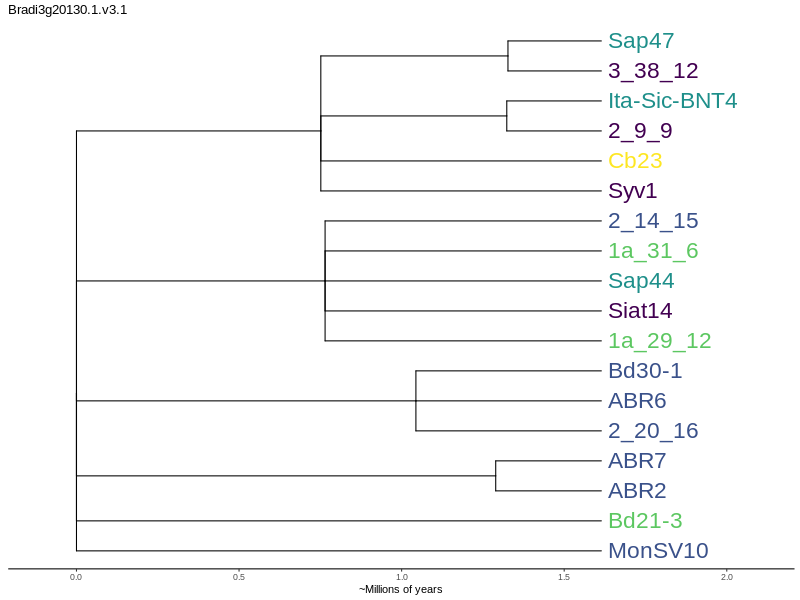 Bradi3g20130.1.v3.1
Sap47
3_38_12
Ita-Sic-BNT4
2_9_9
Cb23
Syv1
2_14_15
1a_31_6
Sap44
Siat14
1a_29_12
Bd30-1
ABR6
2_20_16
ABR7
ABR2
Bd21-3
MonSV10
0.0 0.5 1.0 1.5 2.0
~Millions of years